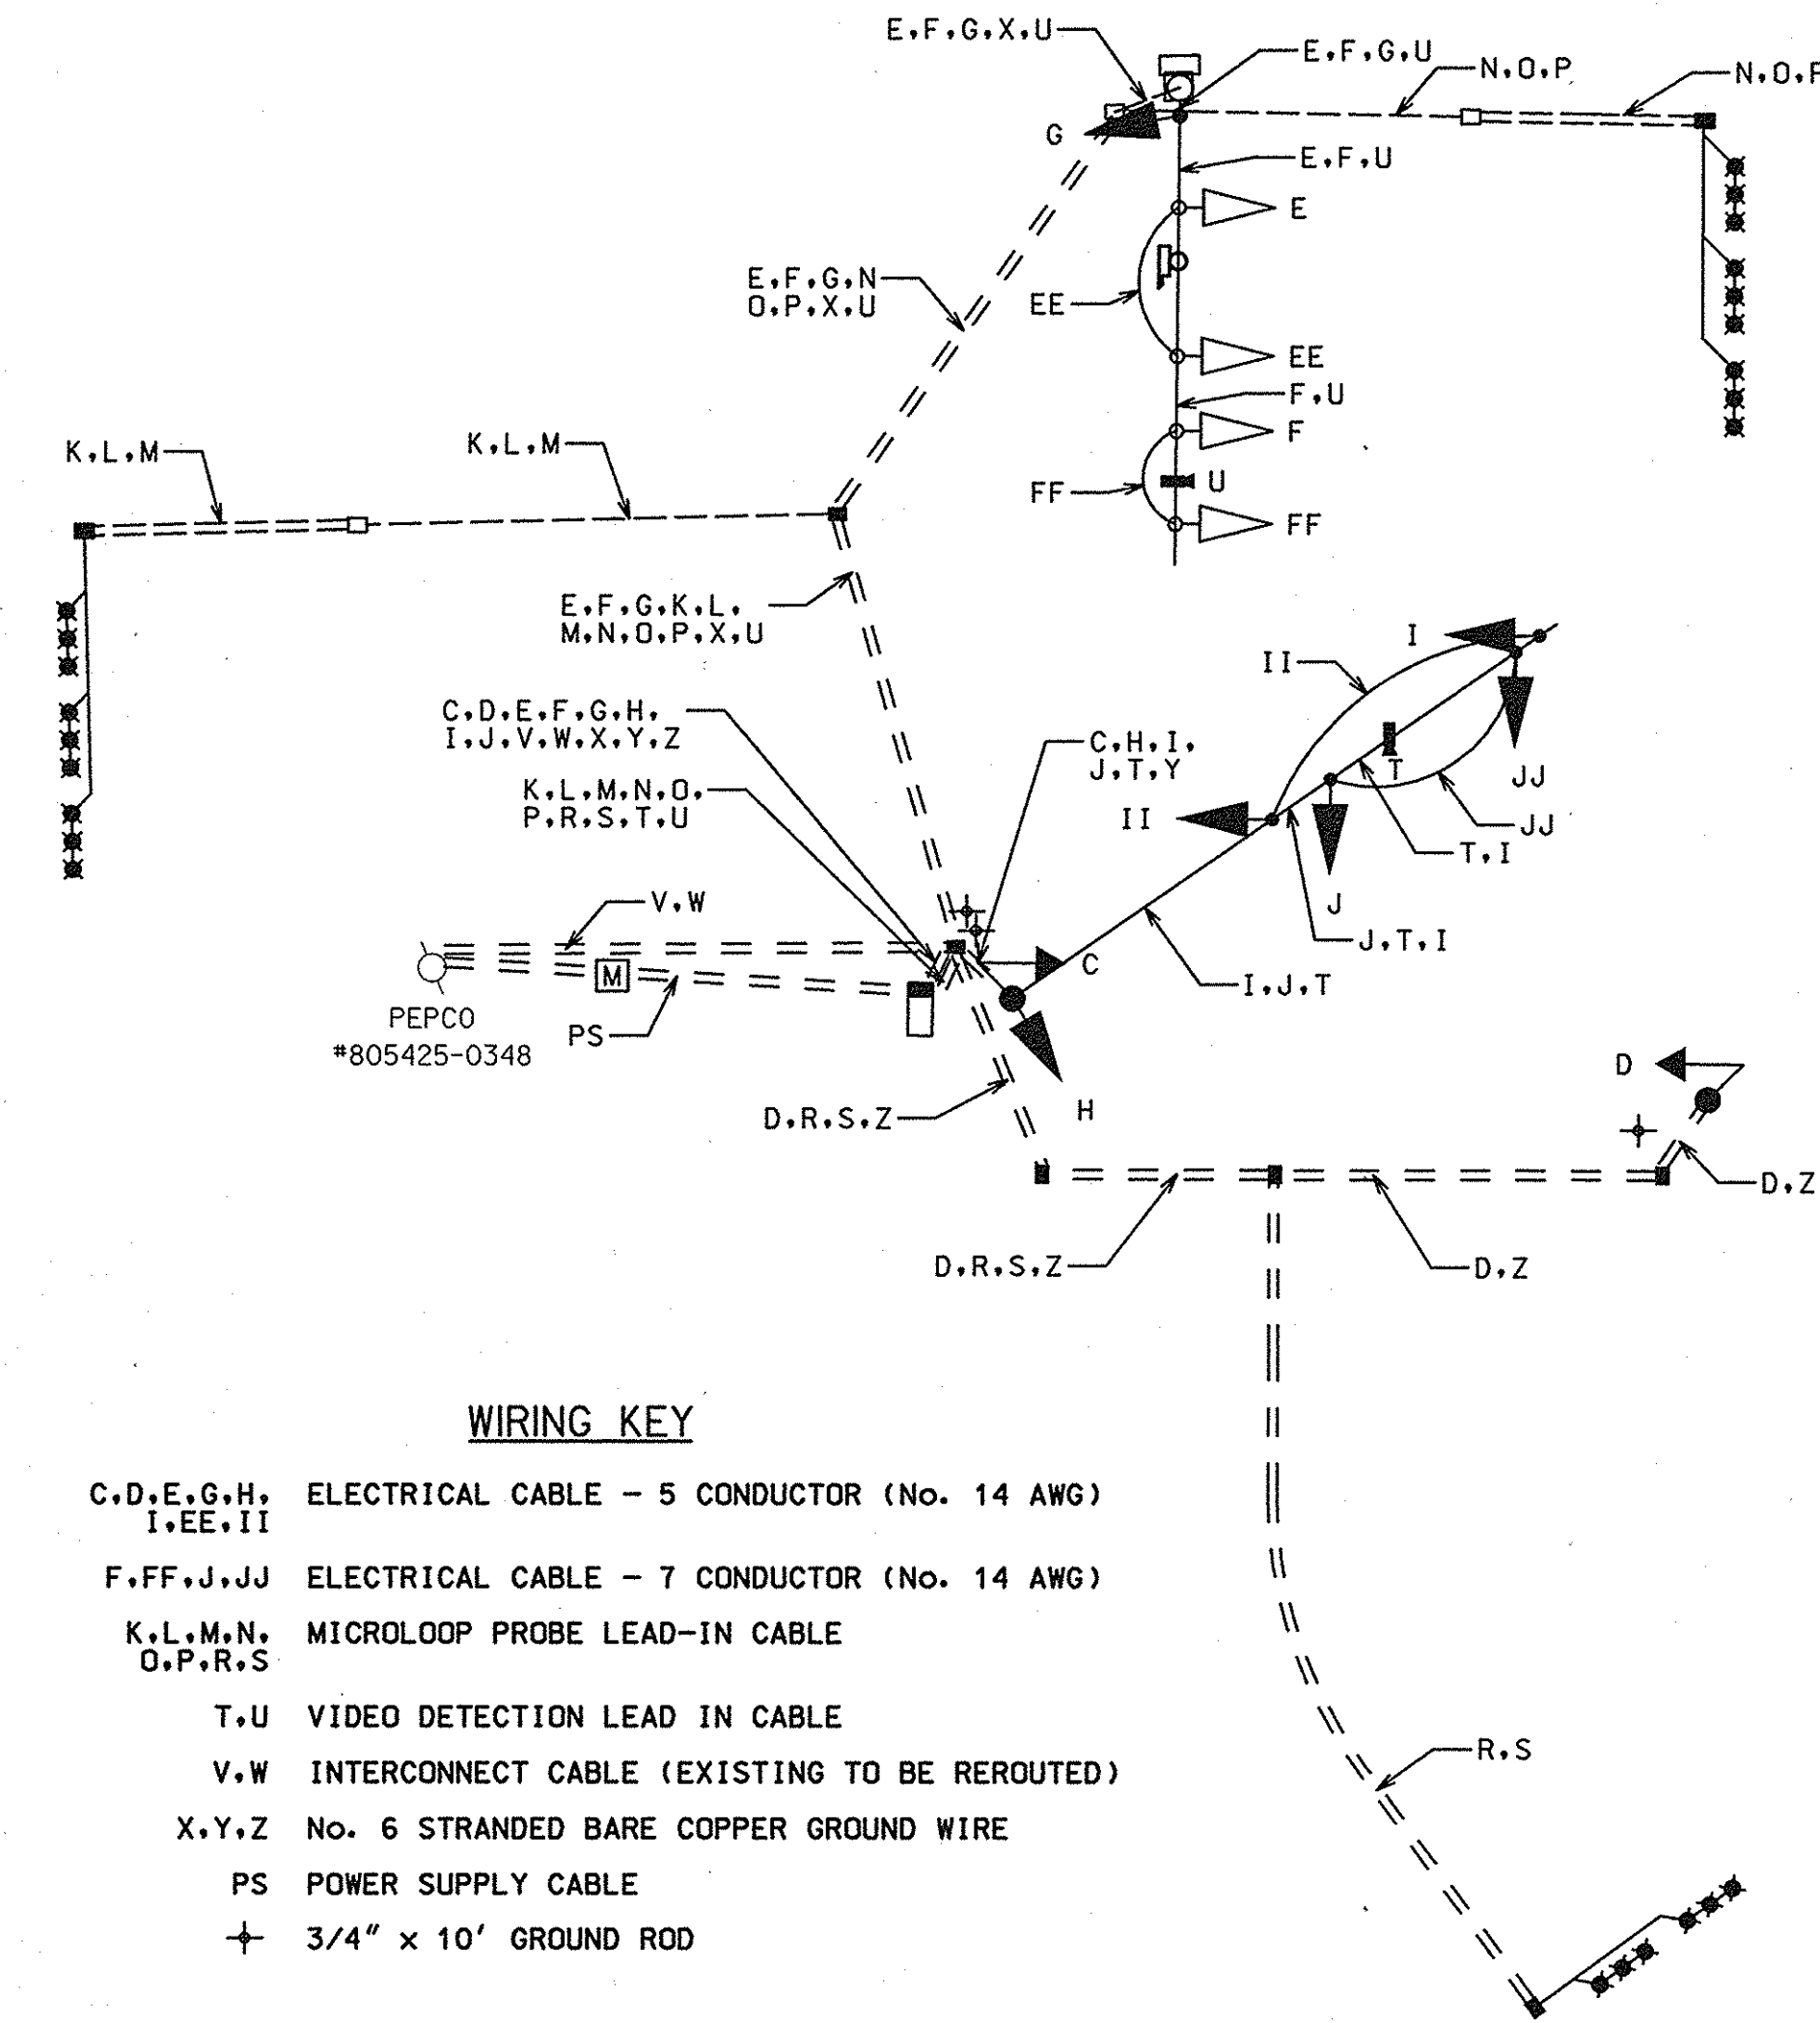 E,F,G,X,U
E,F,G,U
N,O,P
N,O,P
G
E,F,U
E
E,F,G,N
O,P,X,U
EE
EE
F,U
K,L,M
K,L,M
F
FF
U
FF
E,F,G,K,L,
M,N,O,P,X,U
I
II
C,D,E,F,G,H,
I,J,V,W,X,Y,Z
C,H,I,
J,T,Y
T
JJ
K,L,M,N,O,
P,R,S,T,U
II
JJ
T,I
V,W
J
J,T,I
C
M
I,J,T
PEPCO
#805425-0348
PS
D
D,R,S,Z
H
D,Z
D,R,S,Z
D,Z
WIRING KEY
C,D,E,G,H, ELECTRICAL CABLE - 5 CONDUCTOR (No. 14 AWG)
I,EE,II
F,FF,J,JJ ELECTRICAL CABLE - 7 CONDUCTOR (No. 14 AWG)
K,L,M,N, MICROLOOP PROBE LEAD-IN CABLE
O,P,R,S
T,U VIDEO DETECTION LEAD IN CABLE
R,S
V,W INTERCONNECT CABLE (EXISTING TO BE REROUTED)
X,Y,Z No. 6 STRANDED BARE COPPER GROUND WIRE
PS POWER SUPPLY CABLE
3/4" x 10' GROUND ROD